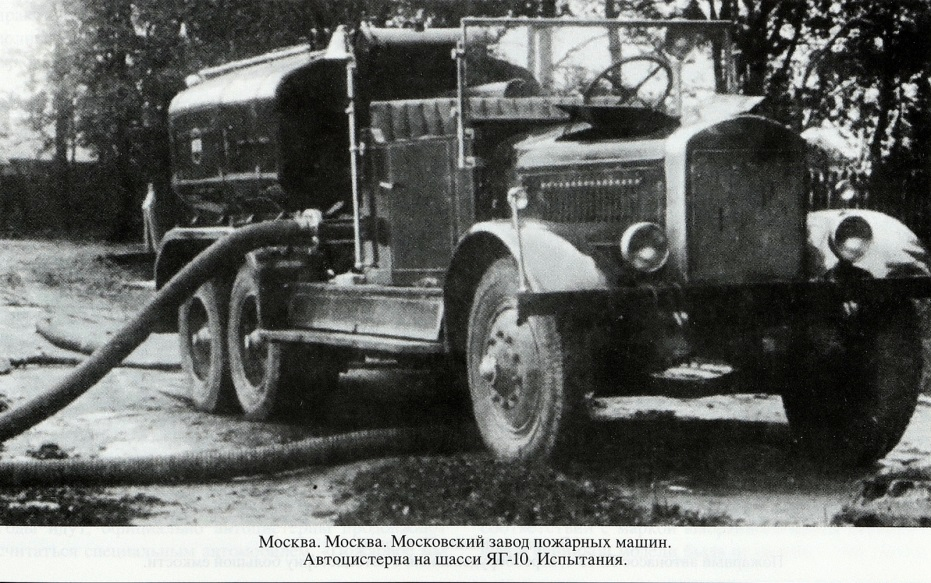 Москва. Москва. Московский завод пожарных машин.
Автоцистерна на шасси ЯГ-10. Испытания.